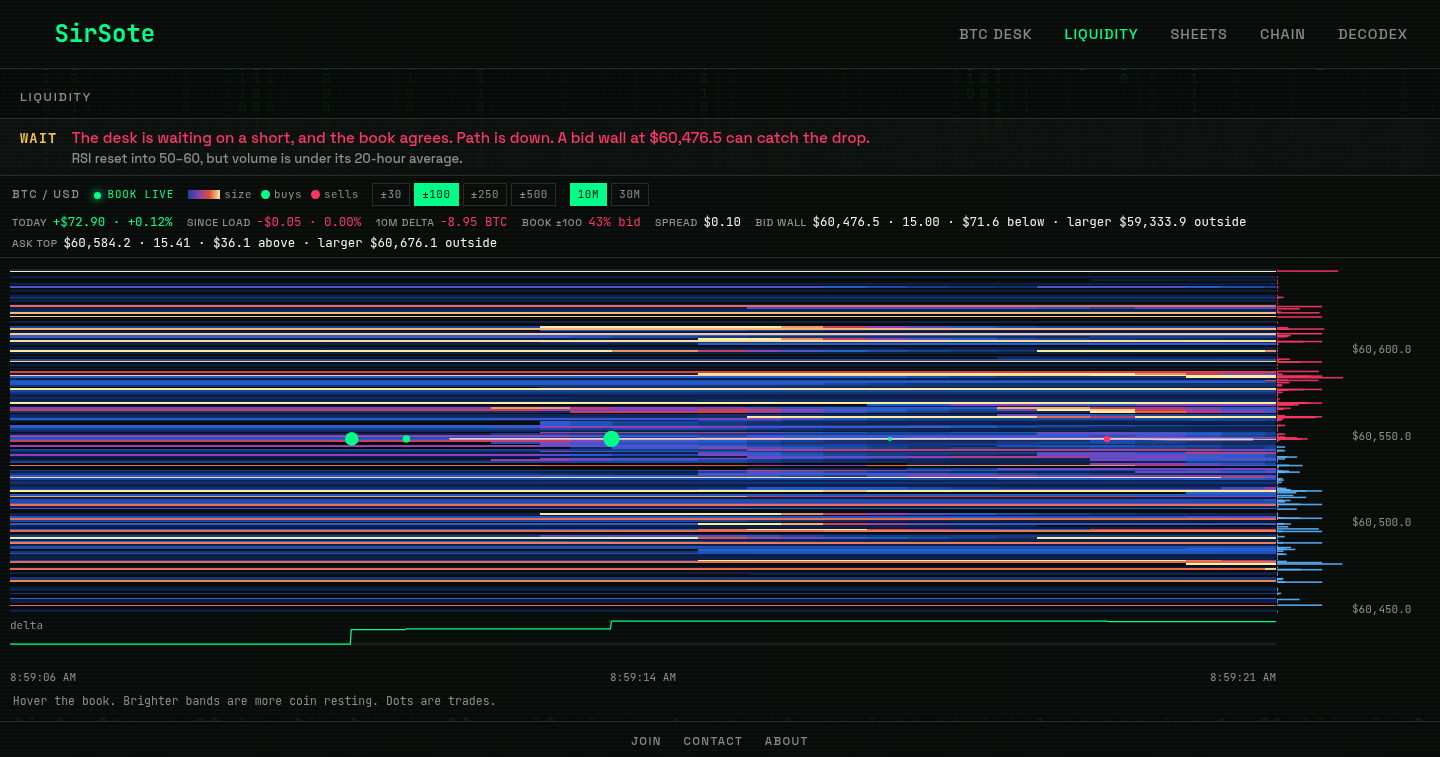 SirSote
BTC DESK LIQUIDITY SHEETS CHAIN DECODEX
LIQUIDITY
WAIT The desk is waiting on a short, and the book agrees. Path is down. A bid wall at $60,476.5 can catch the drop.
RSI reset into 50–60, but volume is under its 20-hour average.
BTC / USD BOOK LIVE size buys sells ±30 ±100 ±250 ±500 10M 30M
TODAY +$72.90 · +0.12% SINCE LOAD -$0.05 · 0.00% 10M DELTA -8.95 BTC BOOK ±100 43% bid SPREAD $0.10 BID WALL $60,476.5 · 15.00 · $71.6 below · larger $59,333.9 outside
ASK TOP $60,584.2 · 15.41 · $36.1 above · larger $60,676.1 outside
$60,600.0
$60,550.0
$60,500.0
$60,450.0
delta
8:59:06 AM 8:59:14 AM 8:59:21 AM
Hover the book. Brighter bands are more coin resting. Dots are trades.
JOIN CONTACT ABOUT